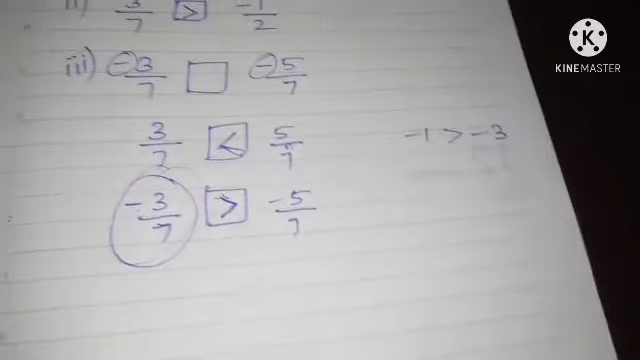 ii) 3/7 [>] -1/2
K
KINEMASTER
iii) -3/7 [ ] -5/7
3/7 [<] 5/7
-1 > -3
-3/7 [>] -5/7